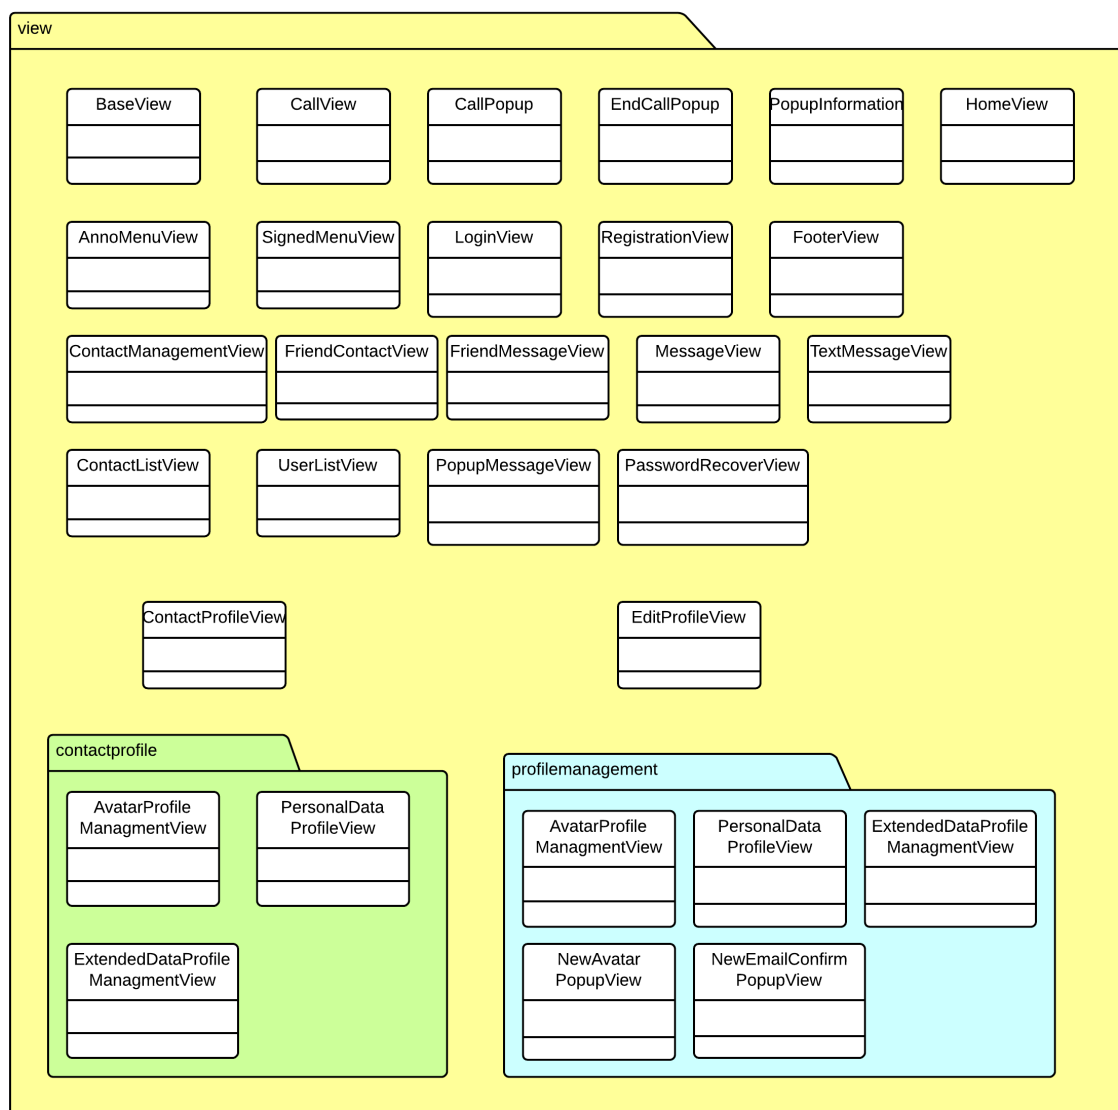 view
BaseView
CallView
CallPopup
EndCallPopup
PopupInformation
HomeView
AnnoMenuView
SignedMenuView
LoginView
RegistrationView
FooterView
ContactManagementView
FriendContactView
FriendMessageView
MessageView
TextMessageView
ContactListView
UserListView
PopupMessageView
PasswordRecoverView
ContactProfileView
EditProfileView
contactprofile
AvatarProfile
ManagmentView
PersonalData
ProfileView
ExtendedDataProfile
ManagmentView
profilemanagement
AvatarProfile
ManagmentView
PersonalData
ProfileView
ExtendedDataProfile
ManagmentView
NewAvatar
PopupView
NewEmailConfirm
PopupView